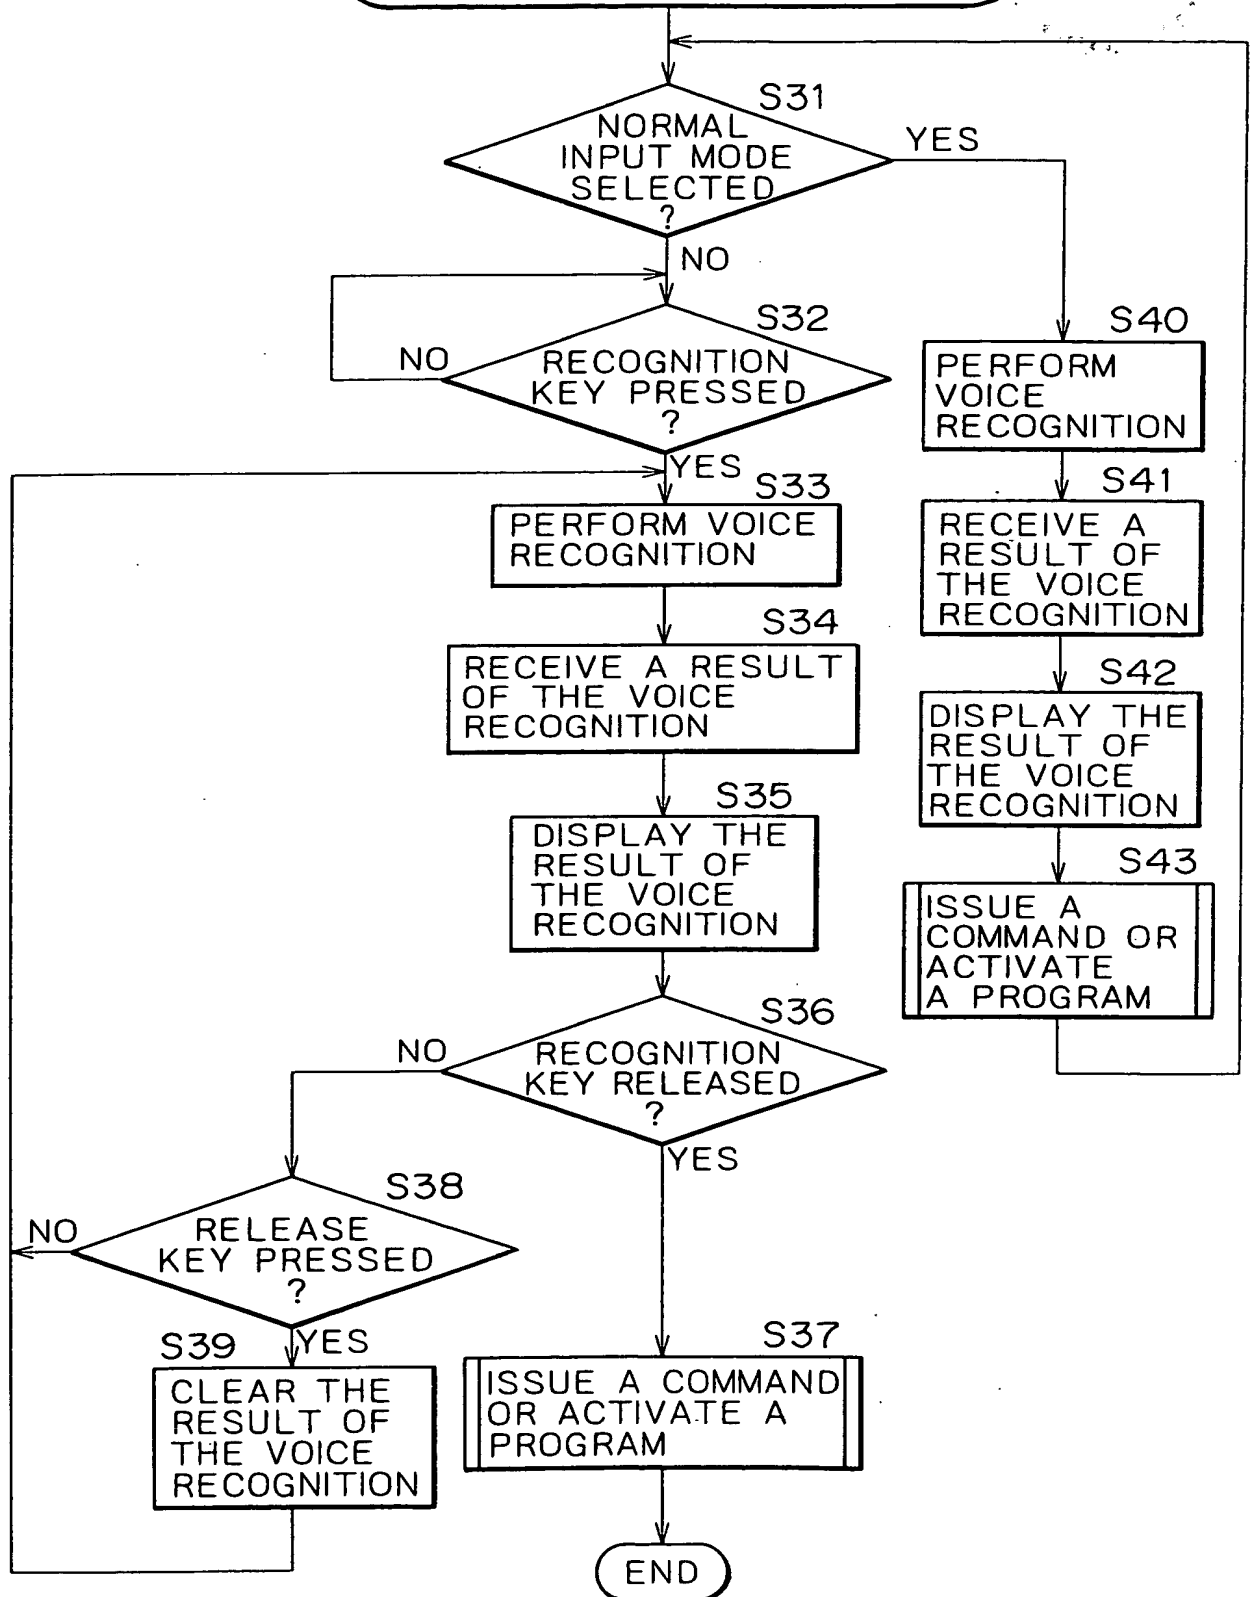 S31
NORMAL
INPUT MODE
SELECTED
?
YES
NO
S32
RECOGNITION
KEY PRESSED
?
NO
YES
S33
PERFORM VOICE
RECOGNITION
S34
RECEIVE A RESULT
OF THE VOICE
RECOGNITION
S35
DISPLAY THE
RESULT OF
THE VOICE
RECOGNITION
S36
RECOGNITION
KEY RELEASED
?
NO
YES
S38
RELEASE
KEY PRESSED
?
NO
YES
S39
CLEAR THE
RESULT OF
THE VOICE
RECOGNITION
S37
ISSUE A COMMAND
OR ACTIVATE A
PROGRAM
END
S40
PERFORM
VOICE
RECOGNITION
S41
RECEIVE A
RESULT OF
THE VOICE
RECOGNITION
S42
DISPLAY THE
RESULT OF
THE VOICE
RECOGNITION
S43
ISSUE A
COMMAND OR
ACTIVATE
A PROGRAM